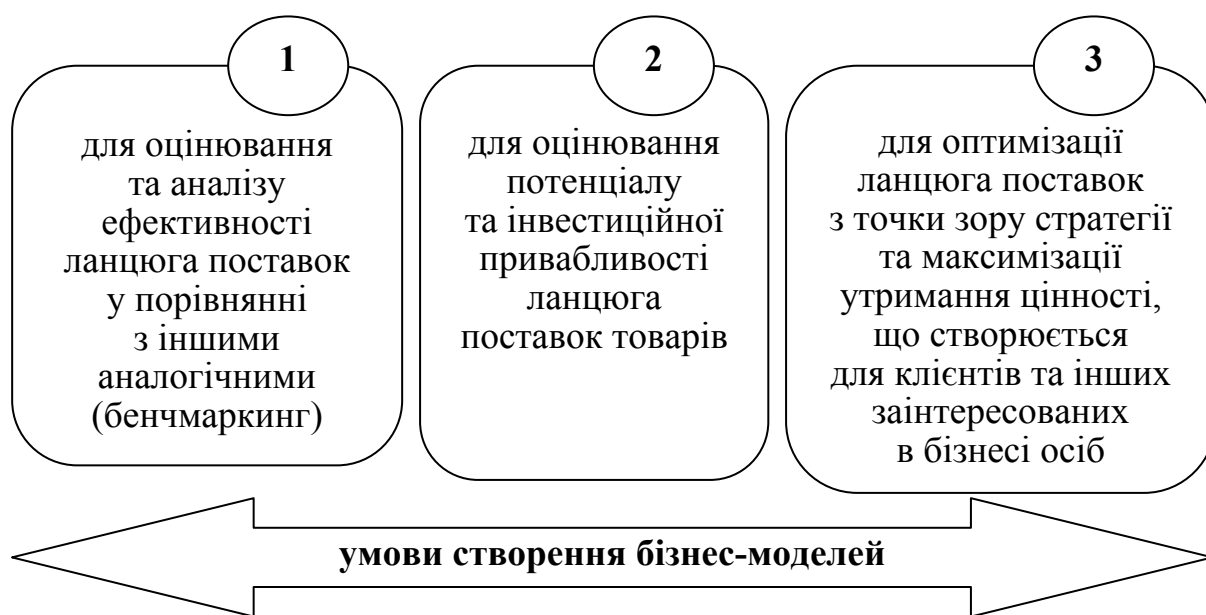 1
для оцінювання
та аналізу
ефективності
ланцюга поставок
у порівнянні
з іншими
аналогічними
(бенчмаркинг)
2
для оцінювання
потенціалу
та інвестиційної
привабливості
ланцюга
поставок товарів
3
для оптимізації
ланцюга поставок
з точки зору стратегії
та максимізації
утримання цінності,
що створюється
для клієнтів та інших
заінтересованих
в бізнесі осіб
умови створення бізнес-моделей